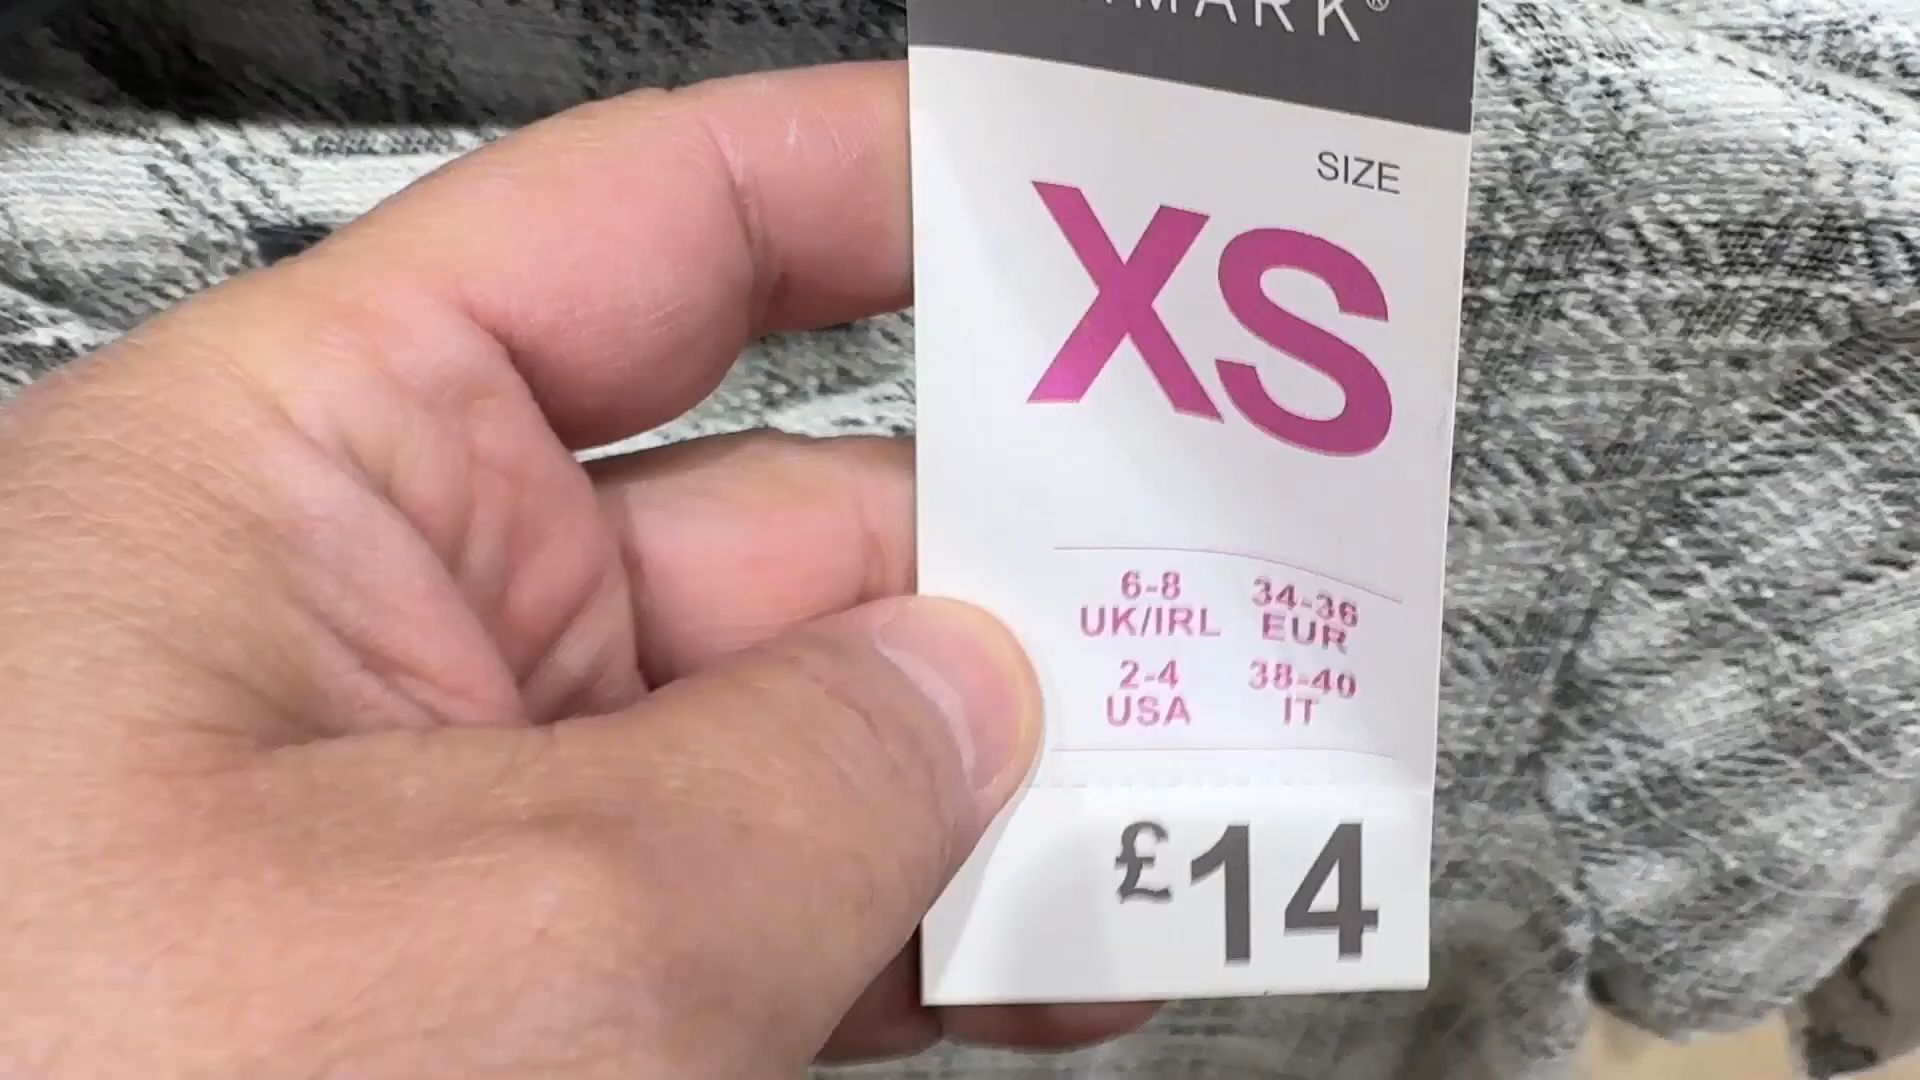 MARK®
SIZE
XS
6-8 34-36
UK/IRL EUR
2-4 38-40
USA IT
£14